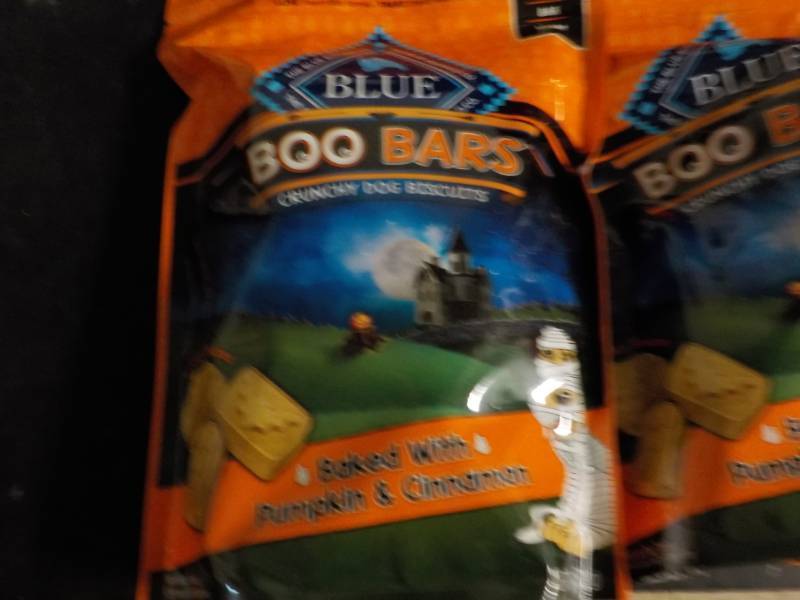 BLUE
BOO BARS
CRUNCHY DOG BISCUITS
Baked With
Pumpkin & Cinnamon
BLUE
BOO B